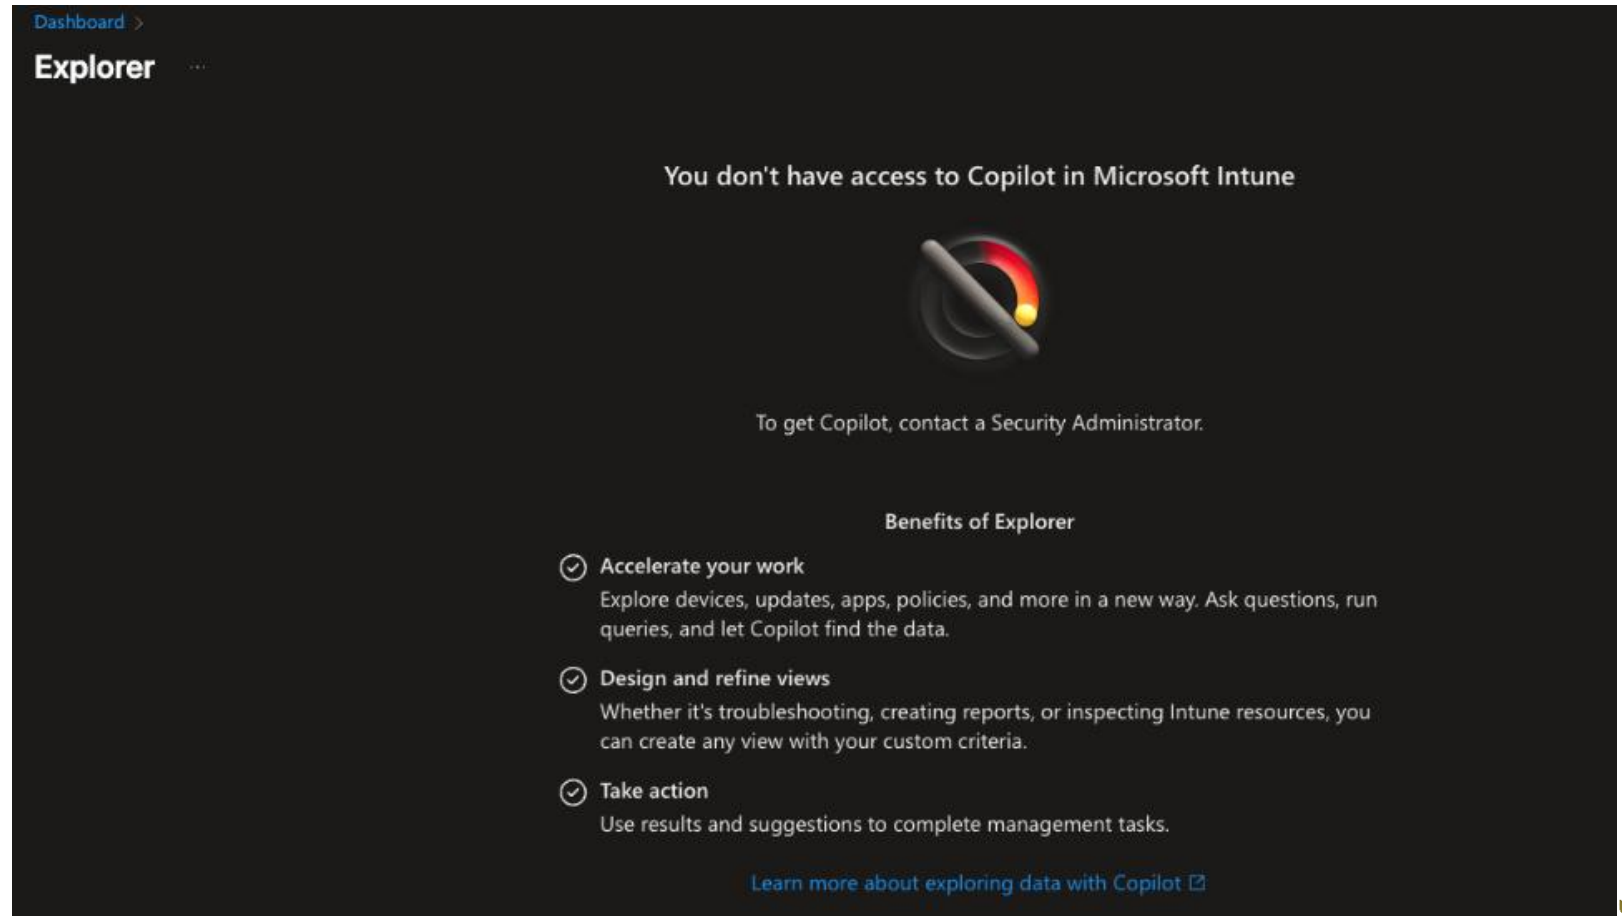 Dashboard >
Explorer ...
You don't have access to Copilot in Microsoft Intune
To get Copilot, contact a Security Administrator.
Benefits of Explorer
Accelerate your work
Explore devices, updates, apps, policies, and more in a new way. Ask questions, run
queries, and let Copilot find the data.
Design and refine views
Whether it's troubleshooting, creating reports, or inspecting Intune resources, you
can create any view with your custom criteria.
Take action
Use results and suggestions to complete management tasks.
Learn more about exploring data with Copilot